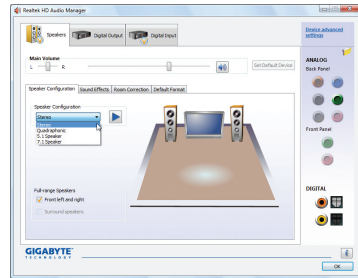 Realtek HD Audio Manager
Speakers
Digital Output
Digital Input
Device advanced settings
Main Volume
L
R
Set Default Device
ANALOG
Back Panel
Speaker Configuration
Sound Effects
Room Correction
Default Format
Speaker Configuration
Stereo
Stereo
Quadraphonic
5.1 Speaker
7.1 Speaker
Front Panel
Full-range Speakers
Front left and right
Surround speakers
DIGITAL
GIGABYTE
TECHNOLOGY
OK